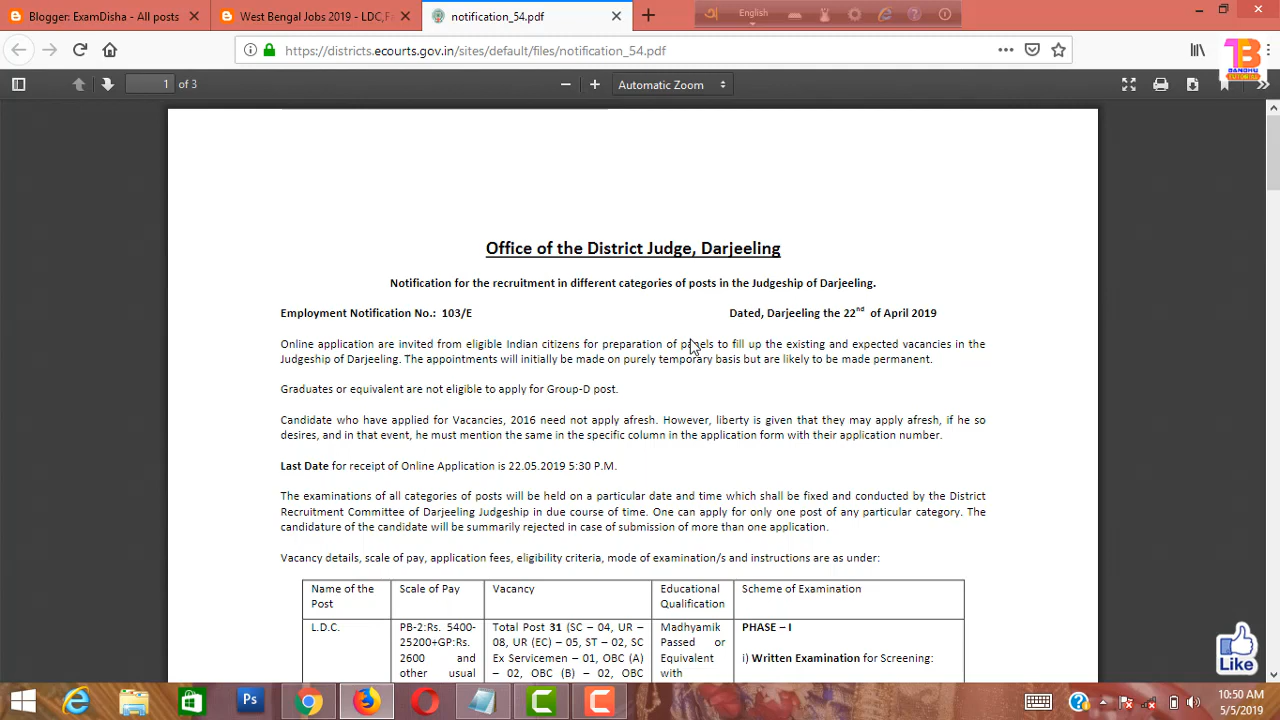 Blogger: ExamDisha - All posts
West Bengal Jobs 2019 - LDC,F
notification_54.pdf
English
https://districts.ecourts.gov.in/sites/default/files/notification_54.pdf
1 of 3
Automatic Zoom
Office of the District Judge, Darjeeling
Notification for the recruitment in different categories of posts in the Judgeship of Darjeeling.
Employment Notification No.: 103/E Dated, Darjeeling the 22nd of April 2019
Online application are invited from eligible Indian citizens for preparation of panels to fill up the existing and expected vacancies in the
Judgeship of Darjeeling. The appointments will initially be made on purely temporary basis but are likely to be made permanent.
Graduates or equivalent are not eligible to apply for Group-D post.
Candidate who have applied for Vacancies, 2016 need not apply afresh. However, liberty is given that they may apply afresh, if he so
desires, and in that event, he must mention the same in the specific column in the application form with their application number.
Last Date for receipt of Online Application is 22.05.2019 5:30 P.M.
The examinations of all categories of posts will be held on a particular date and time which shall be fixed and conducted by the District
Recruitment Committee of Darjeeling Judgeship in due course of time. One can apply for only one post of any particular category. The
candidature of the candidate will be summarily rejected in case of submission of more than one application.
Vacancy details, scale of pay, application fees, eligibility criteria, mode of examination/s and instructions are as under:
Name of the Scale of Pay Vacancy Educational Scheme of Examination
Post Qualification
L.D.C. PB-2:Rs. 5400- Total Post 31 (SC – 04, UR – Madhyamik PHASE – I
25200+GP:Rs. 08, UR (EC) – 05, ST – 02, SC Passed or
2600 and Ex Servicemen – 01, OBC (A) Equivalent i) Written Examination for Screening:
other usual – 02, OBC (B) – 02, OBC with
Like
Ps
10:50 AM
5/5/2019